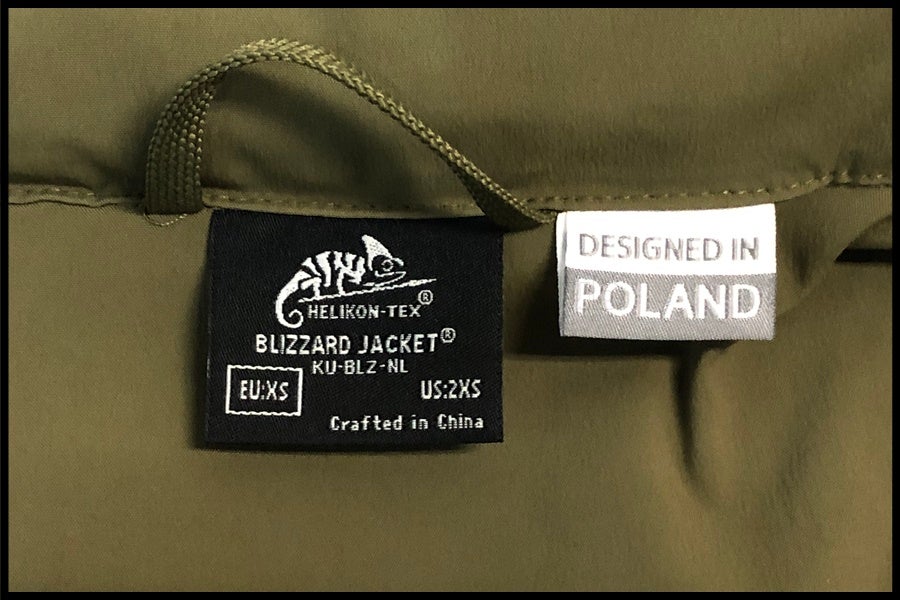 HELIKON-TEX®
BLIZZARD JACKET®
KU-BLZ-NL
EU:XS US:2XS
Crafted in China
DESIGNED IN
POLAND